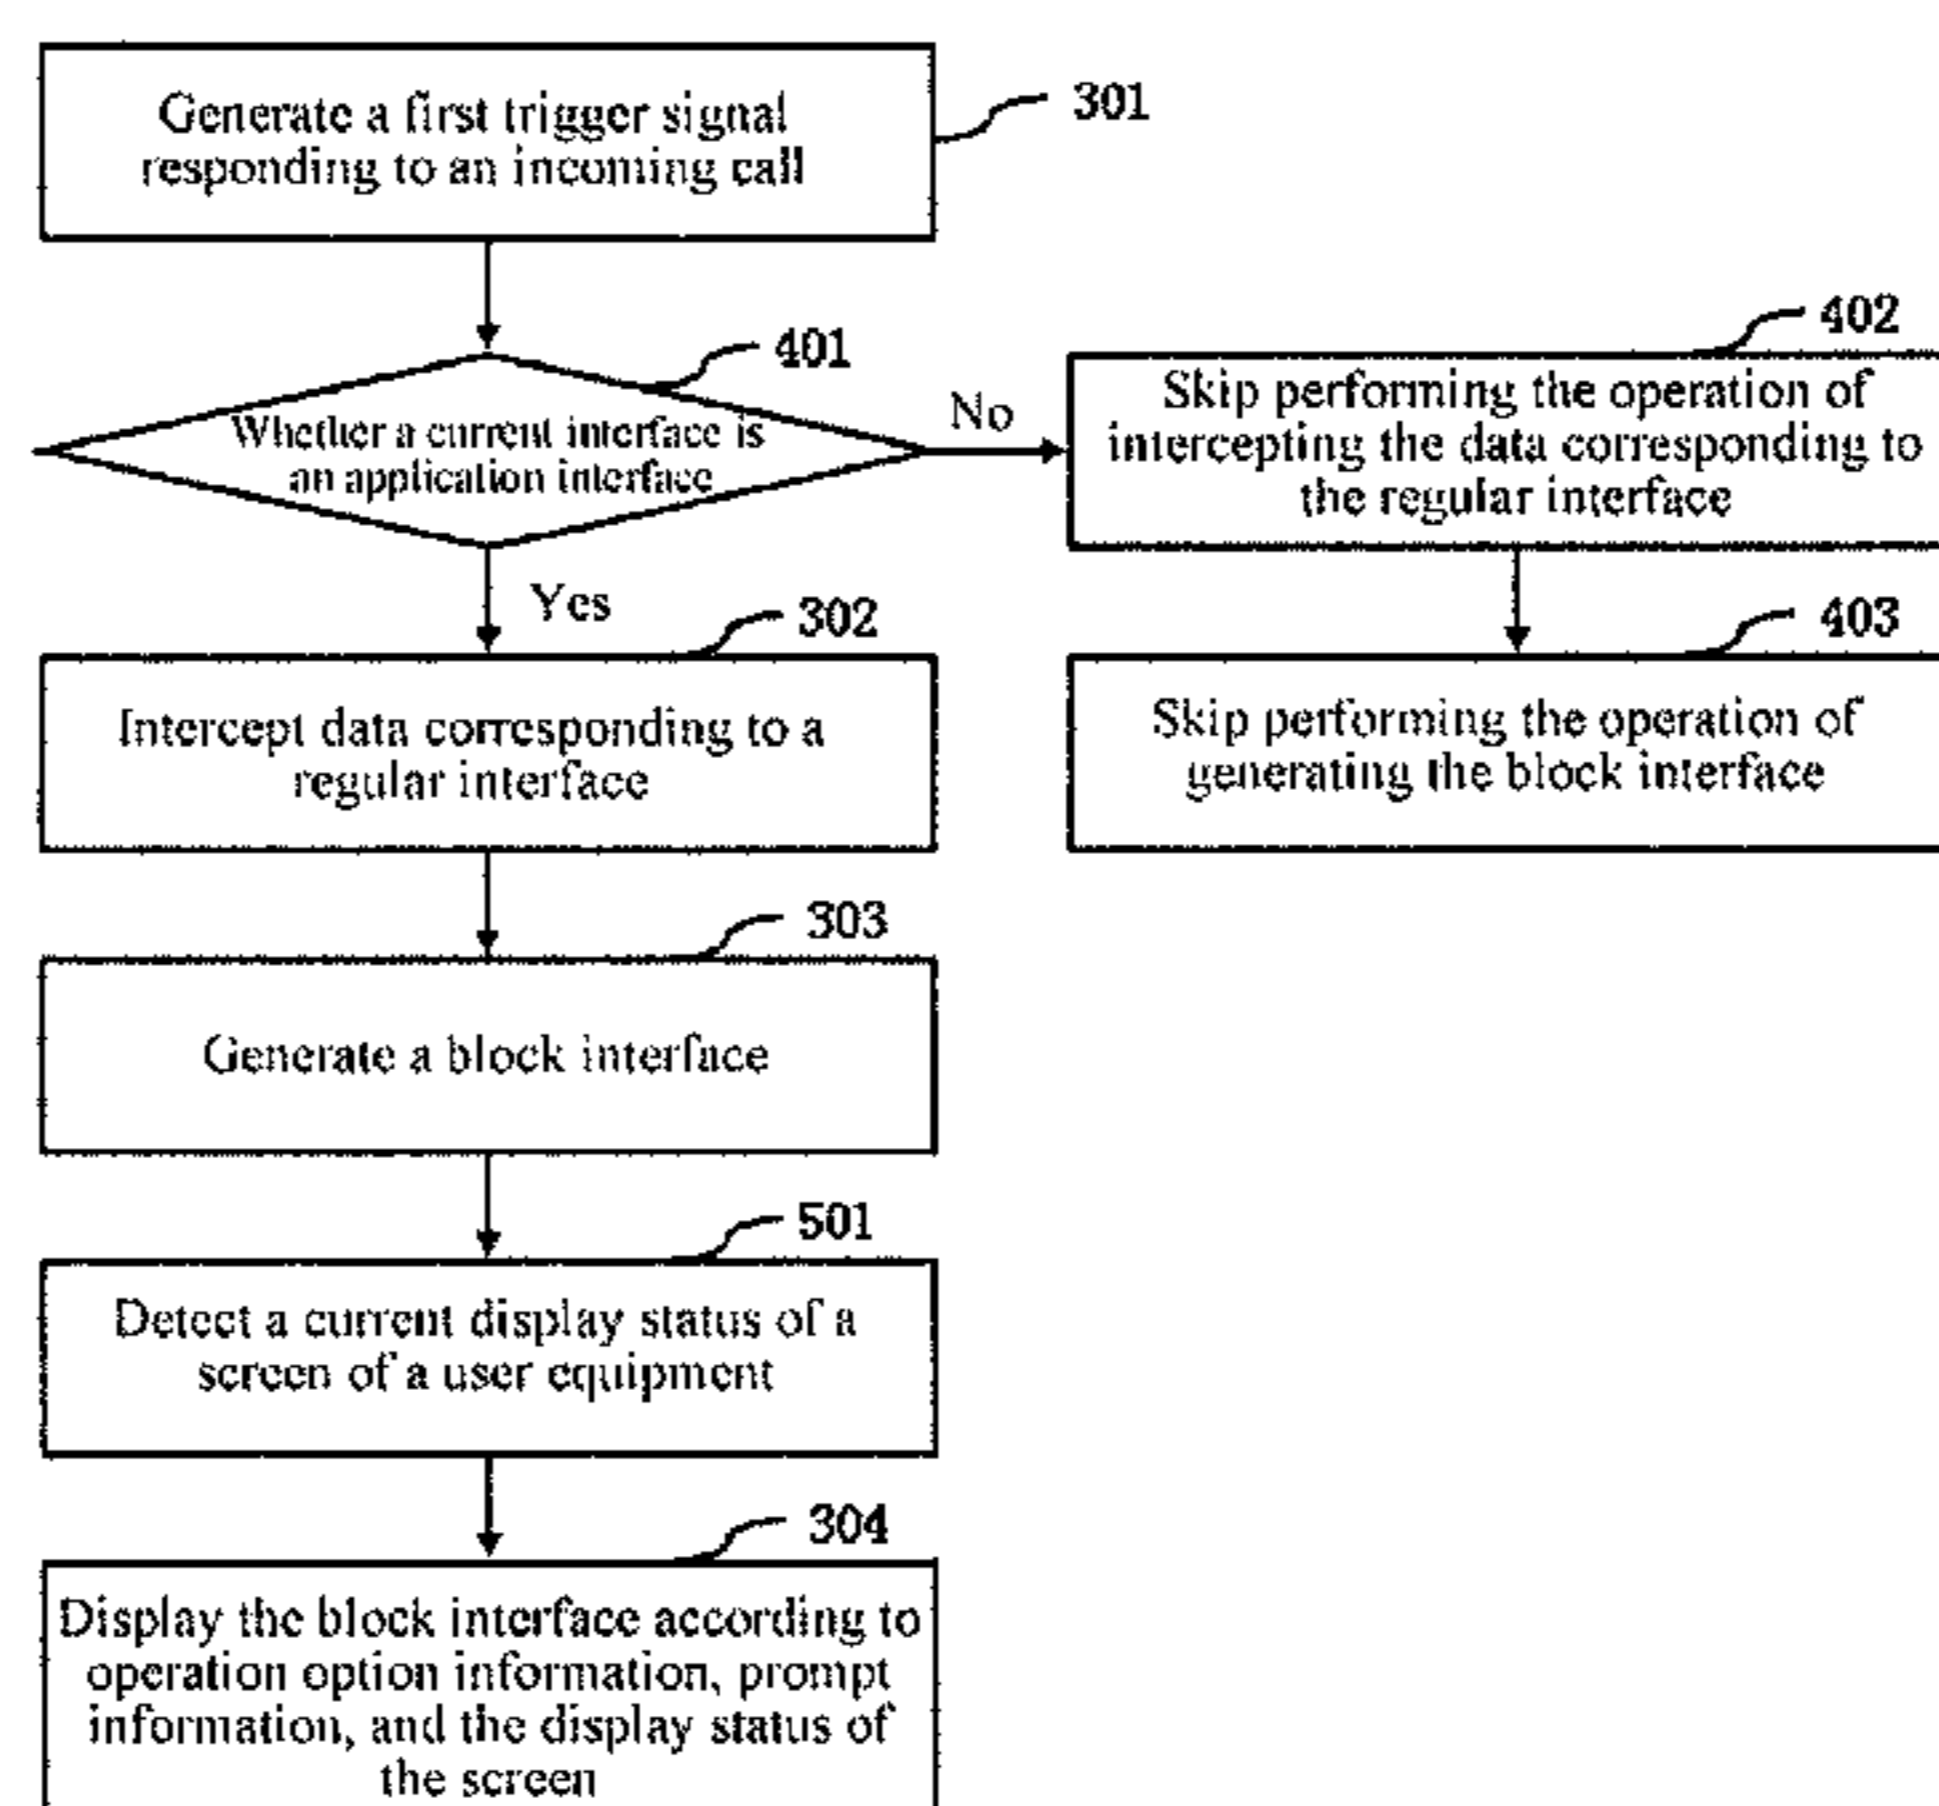 Generate a first trigger signal
responding to an incoming call
301
401
Whether a current interface is
an application interface
No
402
Skip performing the operation of
intercepting the data corresponding to
the regular interface
Yes
302
Intercept data corresponding to a
regular interface
403
Skip performing the operation of
generating the block interface
303
Generate a block interface
501
Detect a current display status of a
screen of a user equipment
304
Display the block interface according to
operation option information, prompt
information, and the display status of
the screen